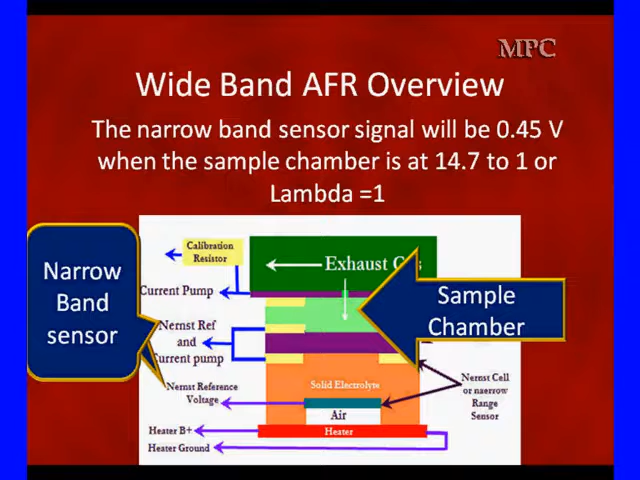 MPC
Wide Band AFR Overview
The narrow band sensor signal will be 0.45 V
when the sample chamber is at 14.7 to 1 or
Lambda =1
Calibration
Resistor
Exhaust
Current Pump
Narrow
Band
sensor
Sample
Chamber
Nernst Ref
and
Current pump
Nernst Reference
Voltage
Solid Electrolyte
Nernst Cell
or narrow
Range
Sensor
Air
Heater B+
Heater
Heater Ground